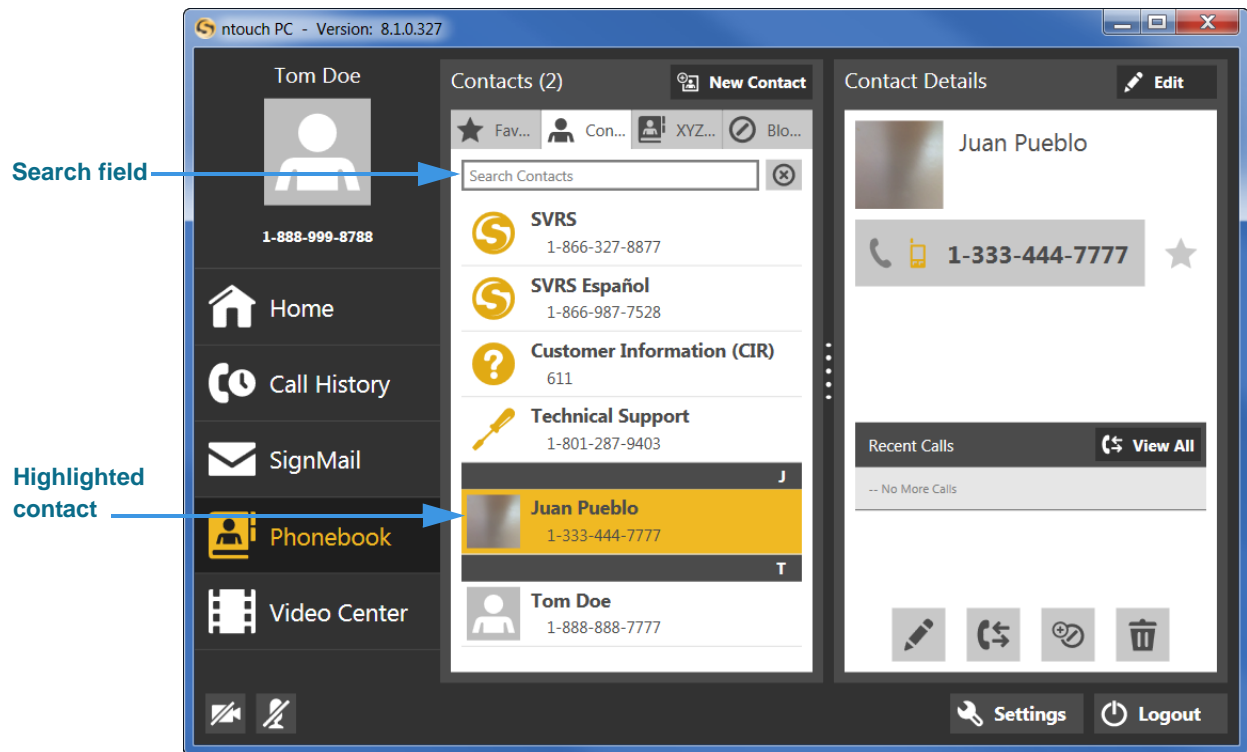 ntouch PC - Version: 8.1.0.327
Tom Doe
1-888-999-8788
Home
Call History
SignMail
Phonebook
Video Center
Search field
Highlighted
contact
Contacts (2)
New Contact
Fav...
Con...
XYZ...
Blo...
Search Contacts
SVRS
1-866-327-8877
SVRS Español
1-866-987-7528
Customer Information (CIR)
611
Technical Support
1-801-287-9403
J
Juan Pueblo
1-333-444-7777
T
Tom Doe
1-888-888-7777
Contact Details
Edit
Juan Pueblo
1-333-444-7777
Recent Calls
View All
-- No More Calls
Settings
Logout